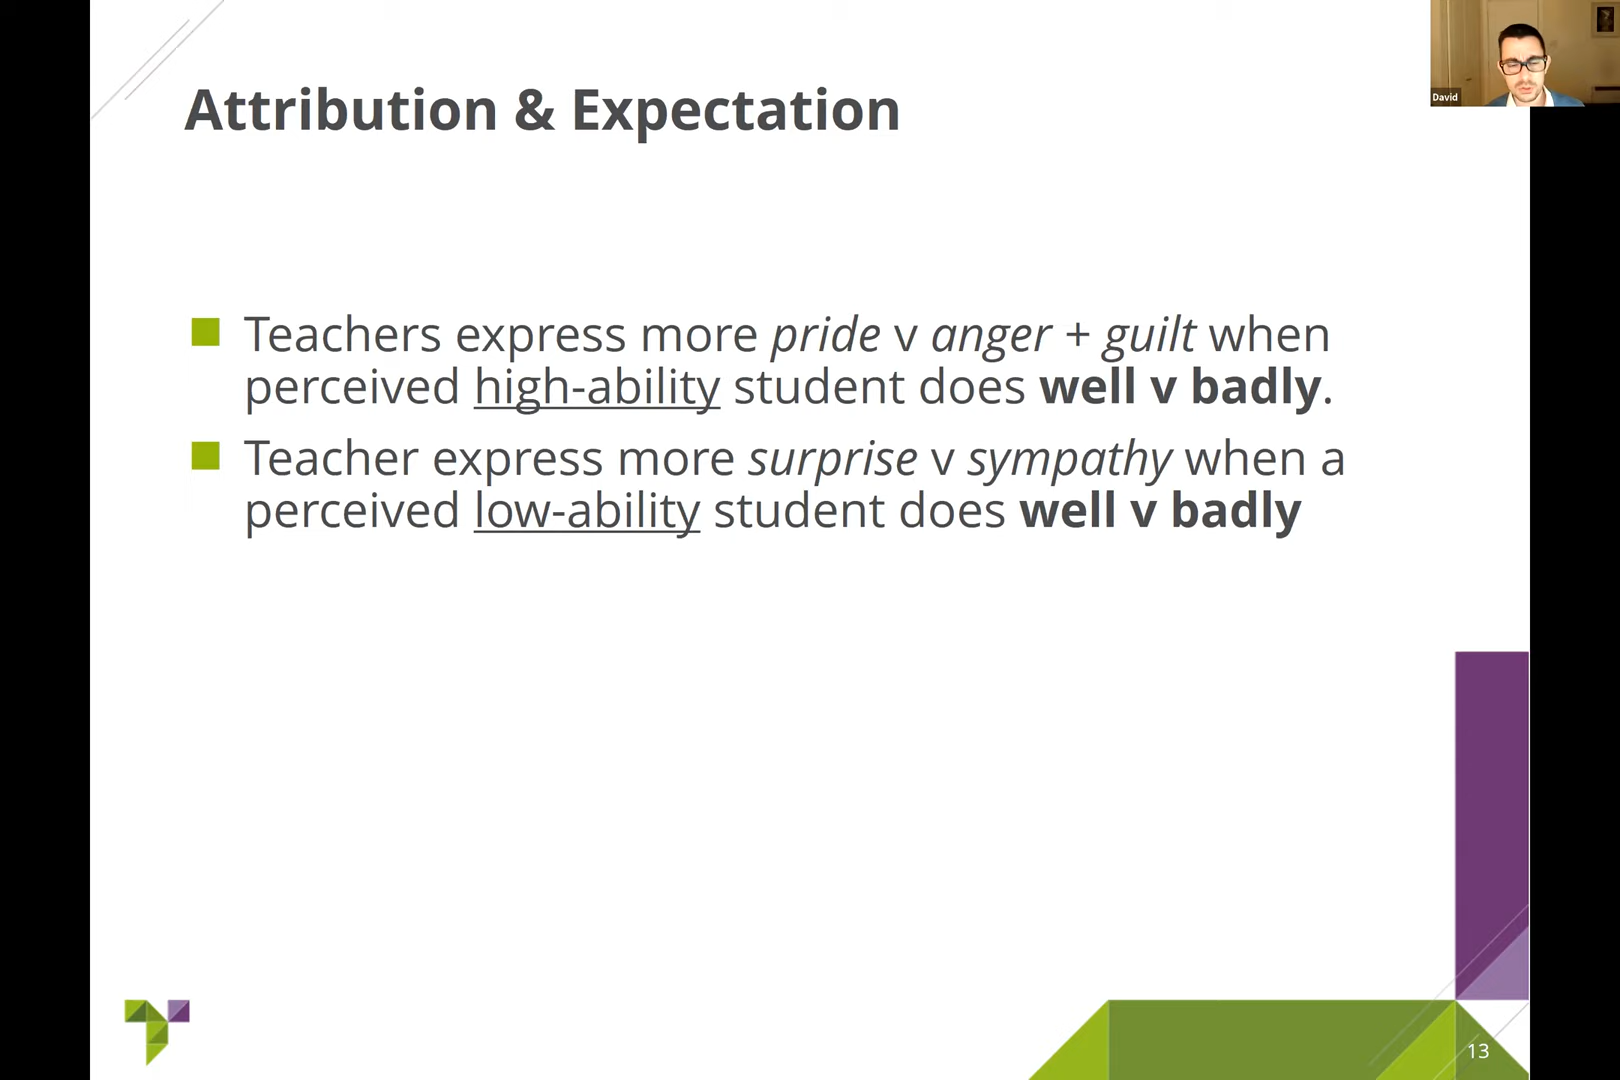 Attribution & Expectation
David
Teachers express more pride v anger + guilt when
perceived high-ability student does well v badly.
Teacher express more surprise v sympathy when a
perceived low-ability student does well v badly
13